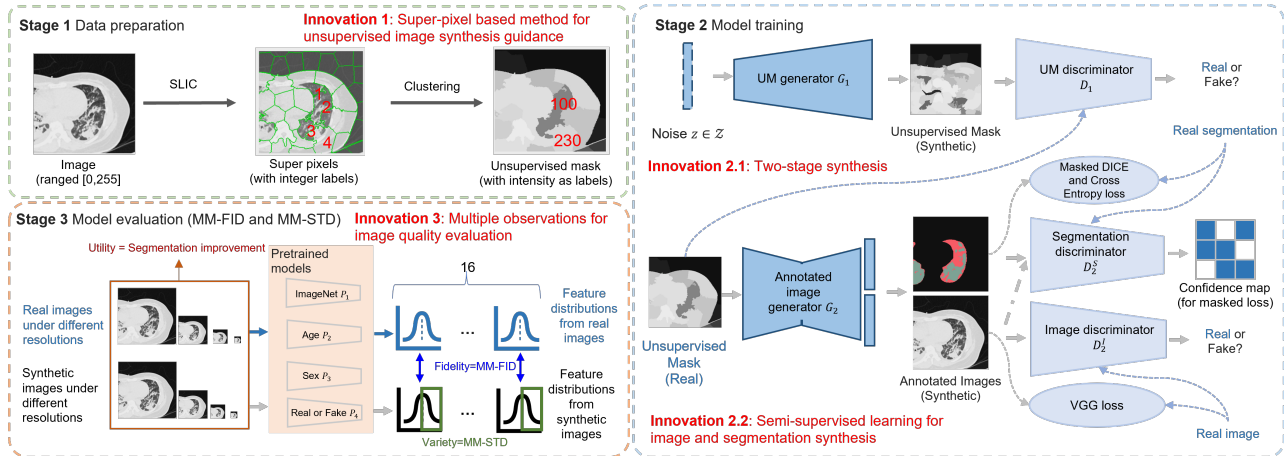 Stage 1 Data preparation
Innovation 1: Super-pixel based method for
unsupervised image synthesis guidance
SLIC
Clustering
1
2
3
4
100
230
Image
(ranged [0,255]
Super pixels
(with integer labels)
Unsupervised mask
(with intensity as labels)
Stage 3 Model evaluation (MM-FID and MM-STD)
Innovation 3: Multiple observations for
image quality evaluation
Utility = Segmentation improvement
Pretrained
models
ImageNet P₁
Age P₂
Sex P₃
Real or Fake P₄
16
Real images
under different
resolutions
Synthetic
images under
different
resolutions
...
...
Fidelity=MM-FID
Variety=MM-STD
Feature
distributions
from real
images
Feature
distributions
from
synthetic
images
Stage 2 Model training
Noise z ∈ Z
UM generator G₁
Unsupervised Mask
(Synthetic)
UM discriminator
D₁
Real or
Fake?
Innovation 2.1: Two-stage synthesis
Real segmentation
Masked DICE
and Cross
Entropy loss
Unsupervised
Mask
(Real)
Annotated
image
generator G₂
Annotated Images
(Synthetic)
Segmentation
discriminator
D₂ˢ
Confidence map
(for masked loss)
Image discriminator
D₂ᴵ
Real or
Fake?
VGG loss
Real image
Innovation 2.2: Semi-supervised learning for
image and segmentation synthesis